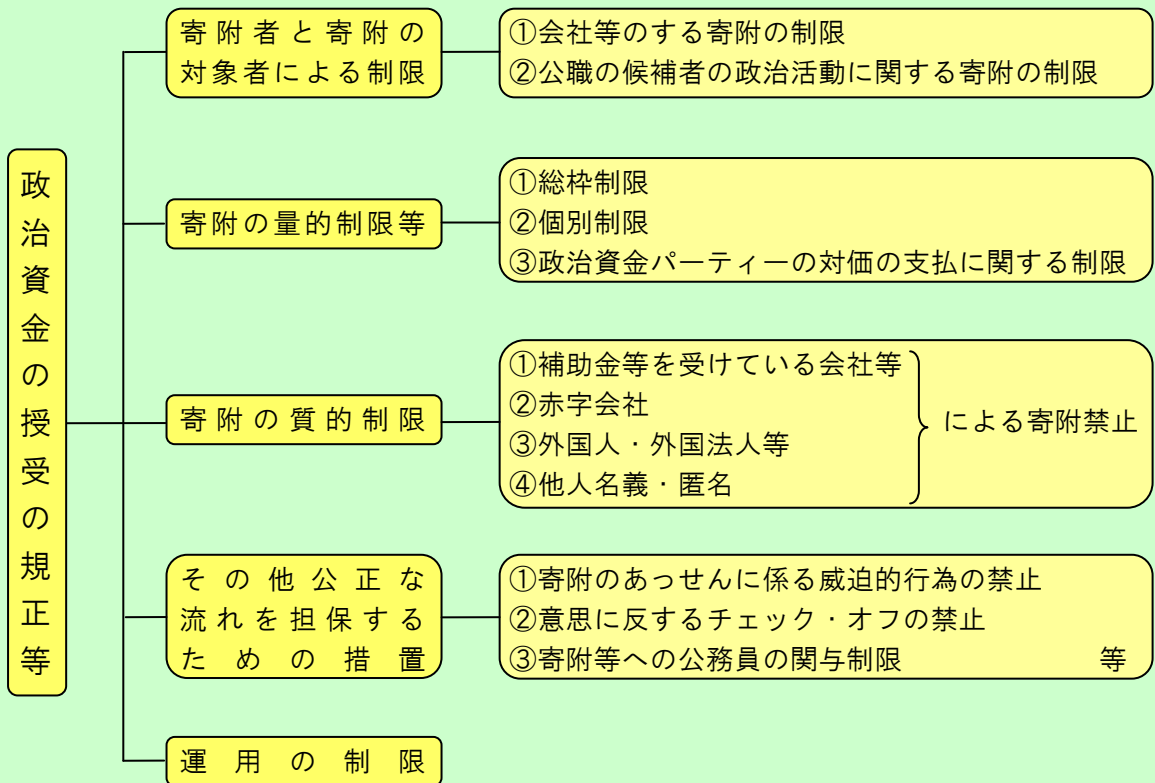 政治資金の授受の規正等
寄附者と寄附の
対象者による制限
①会社等のする寄附の制限
②公職の候補者の政治活動に関する寄附の制限
寄附の量的制限等
①総枠制限
②個別制限
③政治資金パーティーの対価の支払に関する制限
寄附の質的制限
①補助金等を受けている会社等
②赤字会社
③外国人・外国法人等
④他人名義・匿名
による寄附禁止
その他公正な
流れを担保する
ための措置
①寄附のあっせんに係る威迫的行為の禁止
②意思に反するチェック・オフの禁止
③寄附等への公務員の関与制限 等
運用の制限